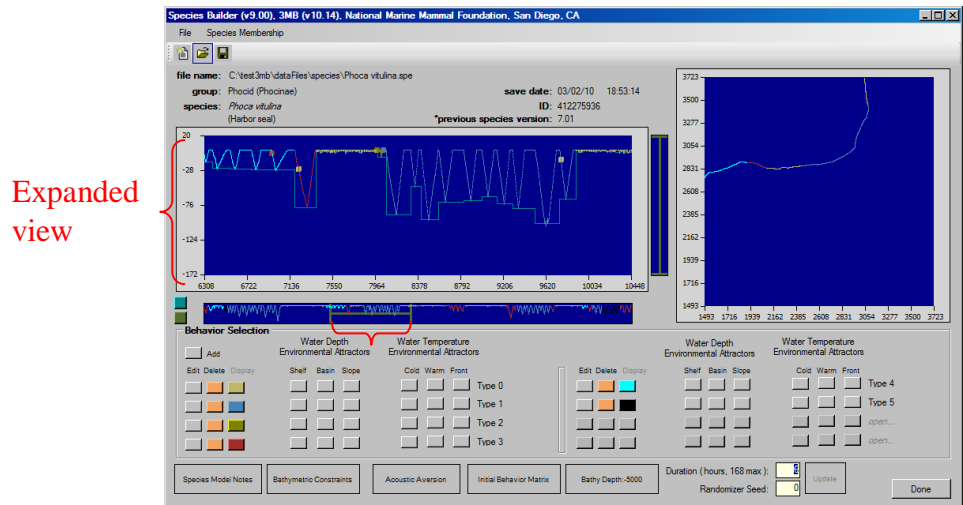 Species Builder (v9.00), 3MB (v10.14), National Marine Mammal Foundation, San Diego, CA
File Species Membership
file name: C:\test3mb\dataFiles\species\Phoca vitulina.spe
group: Phocid (Phocinae) save date: 03/02/10 18:53:14
species: Phoca vitulina ID: 412275936
(Harbor seal) *previous species version: 7.01
Expanded
view
20
-28
-76
-124
-172
6308 6722 7136 7550 7964 8378 8792 9206 9620 10034 10448
3723
3500
3277
3054
2831
2608
2385
2162
1939
1716
1493
1493 1716 1939 2162 2385 2608 2831 3054 3277 3500 3723
Behavior Selection
Add
Water Depth
Environmental Attractors
Water Temperature
Environmental Attractors
Water Depth
Environmental Attractors
Water Temperature
Environmental Attractors
Edit Delete Display Shelf Basin Slope Cold Warm Front
Type 0
Type 1
Type 2
Type 3
Edit Delete Display Shelf Basin Slope Cold Warm Front
Type 4
Type 5
open...
open...
Species Model Notes
Bathymetric Constraints
Acoustic Aversion
Initial Behavior Matrix
Bathy Depth:-5000
Duration (hours, 168 max):
Randomizer Seed: 0
Update
Done